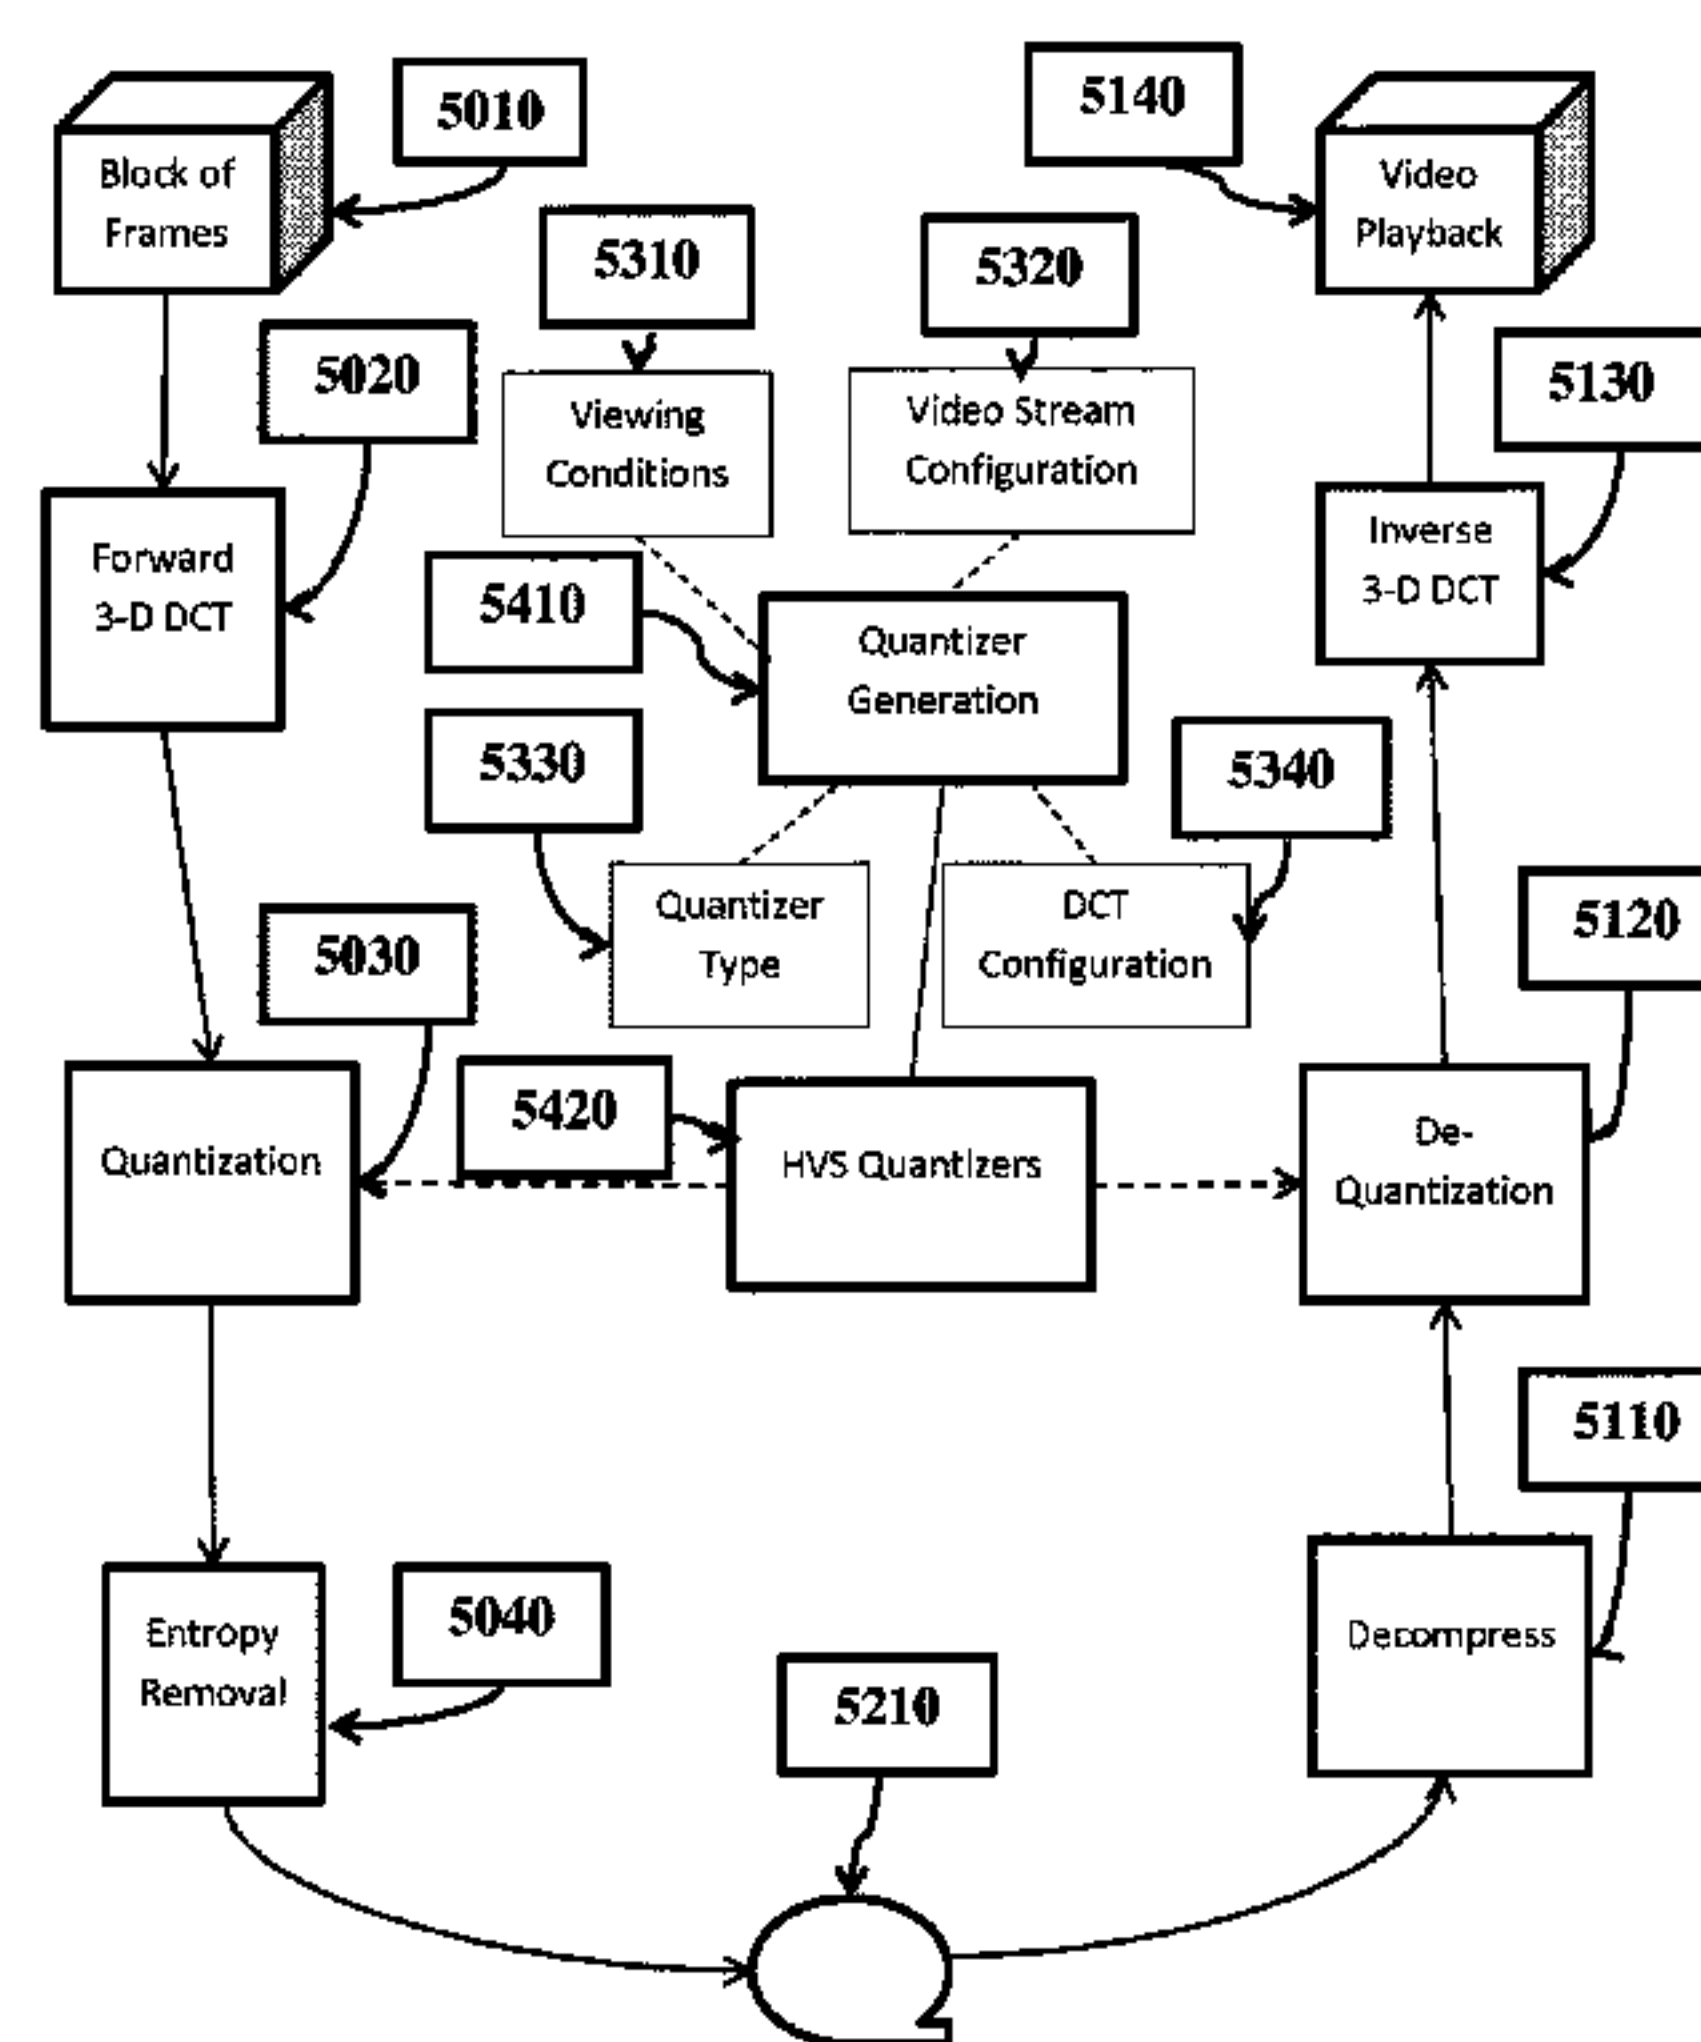 5010
5140
Block of
Frames
Video
Playback
5310
5320
5020
5130
Viewing
Conditions
Video Stream
Configuration
Forward
3-D DCT
Inverse
3-D DCT
5410
Quantizer
Generation
5330
5340
Quantizer
Type
DCT
Configuration
5030
5120
5420
Quantization
HVS Quantizers
De-
Quantization
5110
Entropy
Removal
5040
Decompress
5210